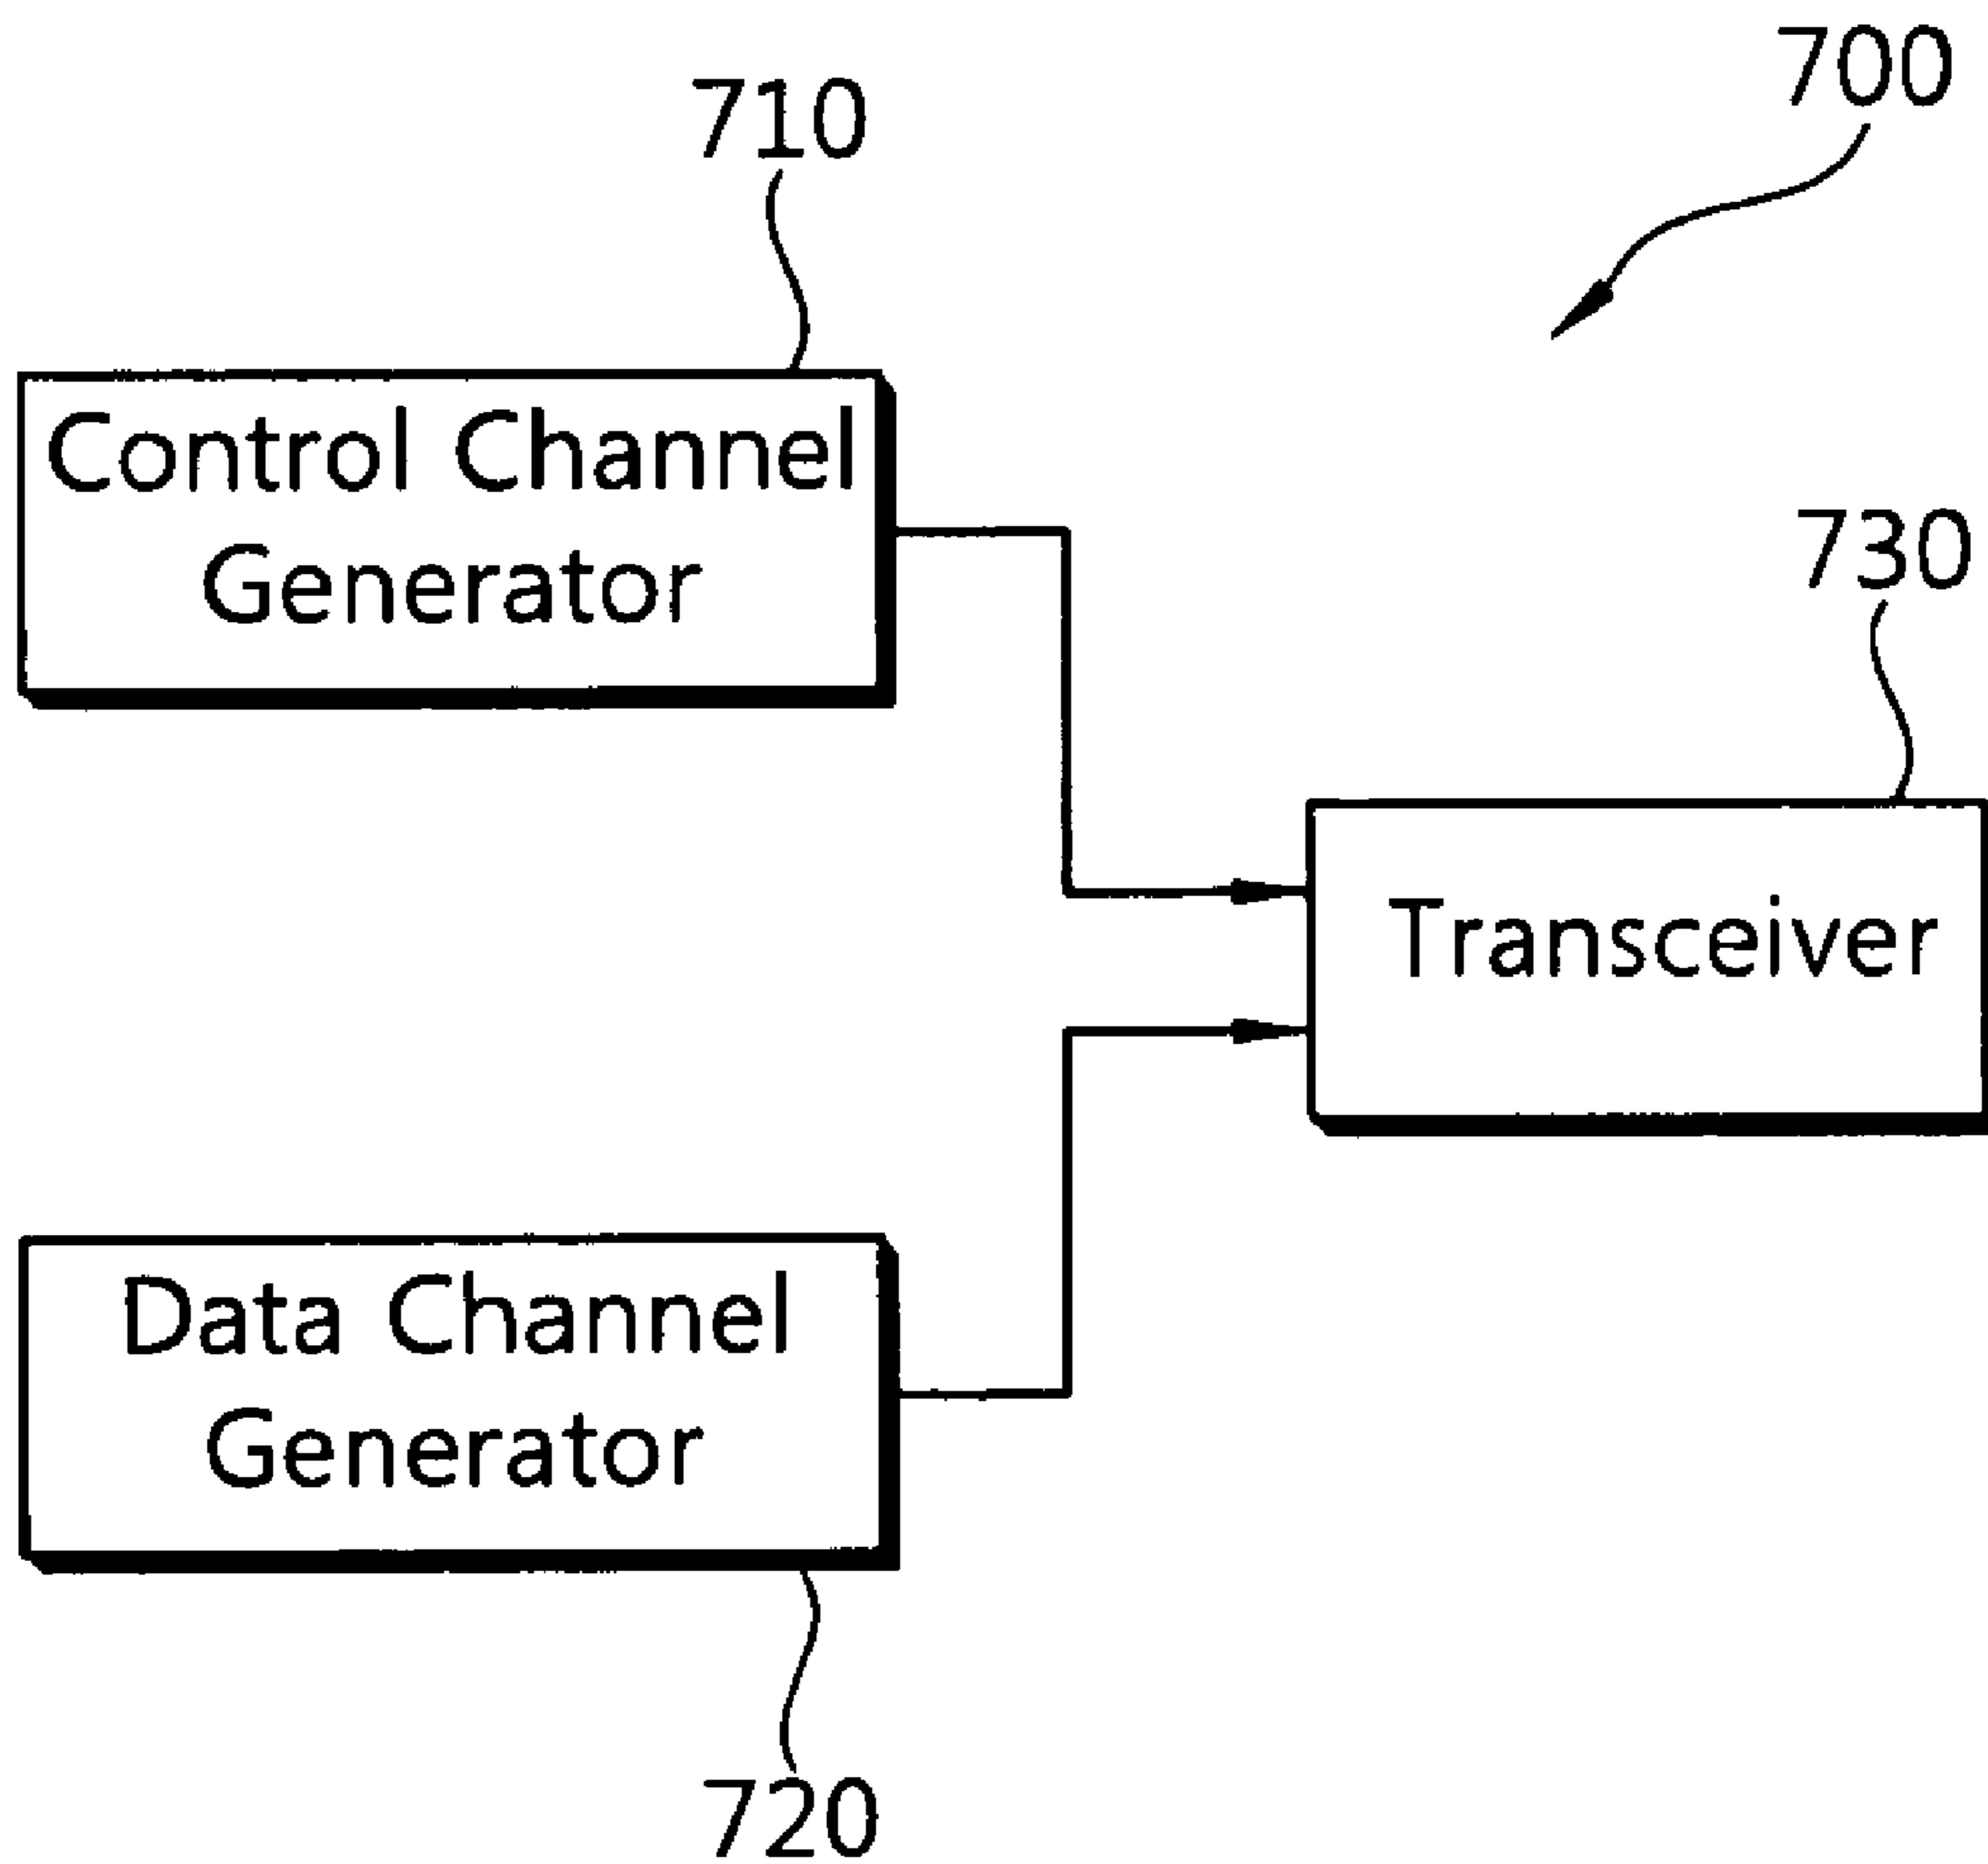 700
710
Control Channel
Generator
730
Transceiver
Data Channel
Generator
720